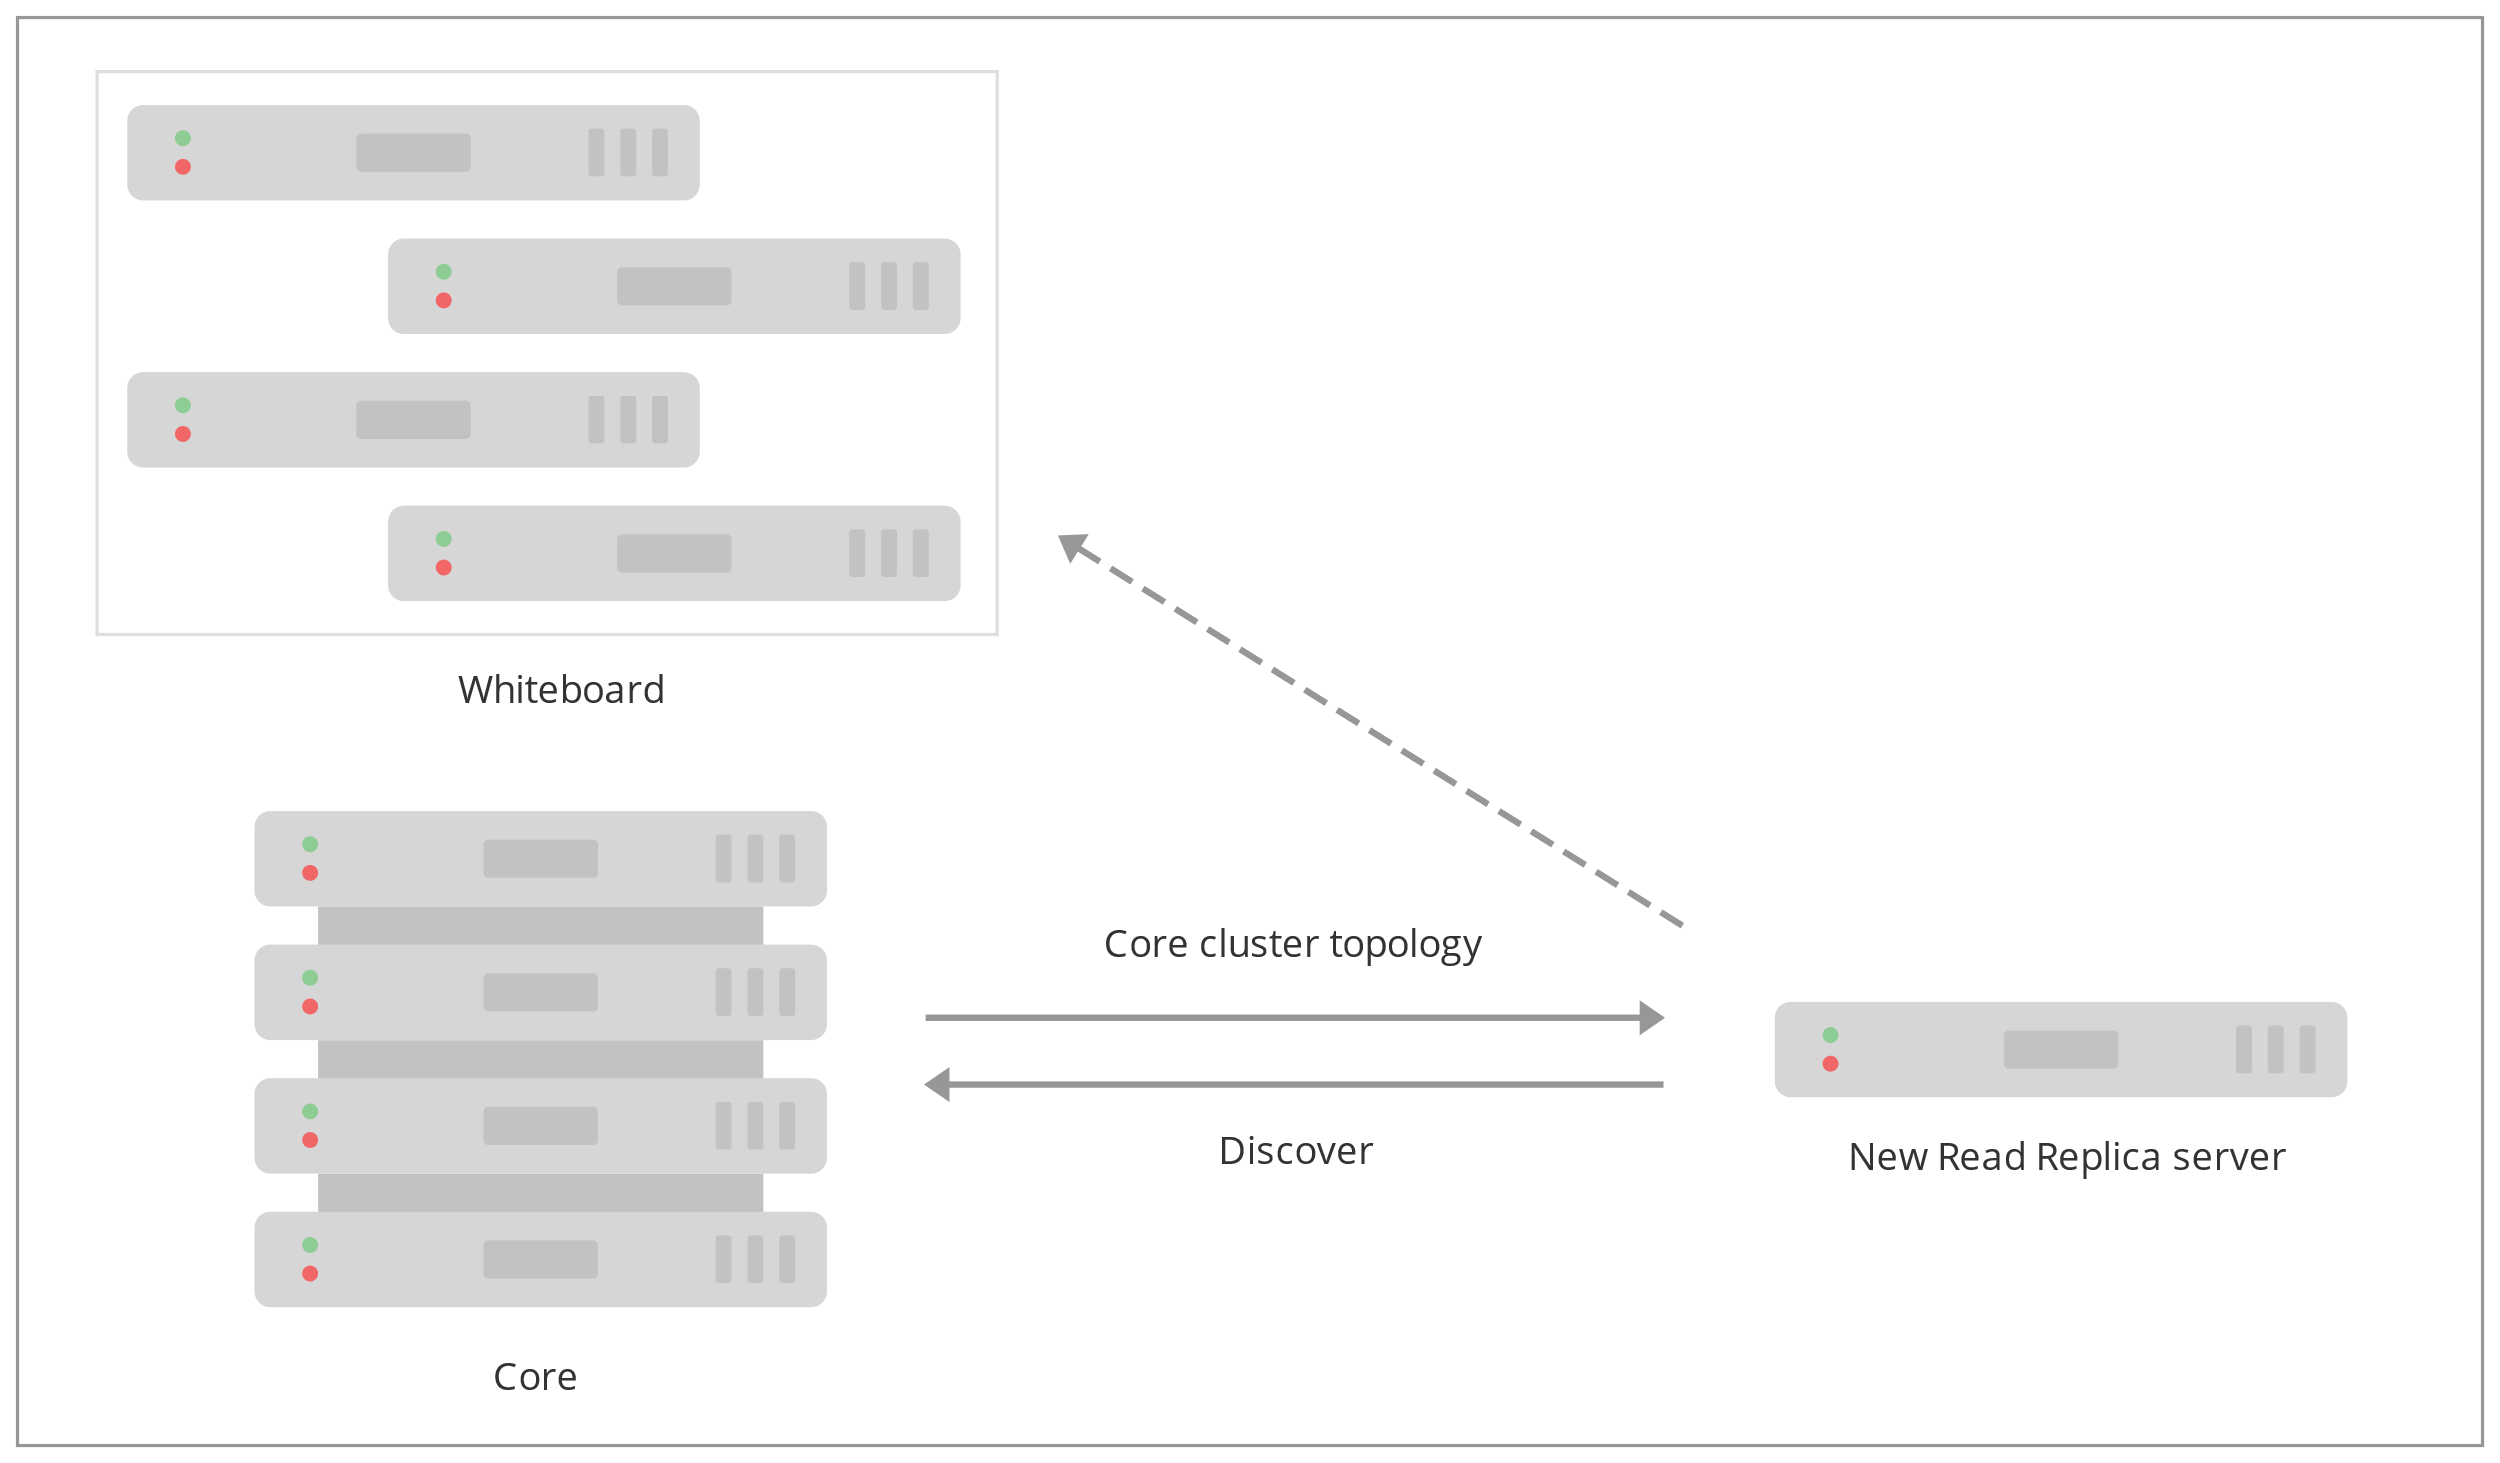 Whiteboard
Core cluster topology
Discover
New Read Replica server
Core